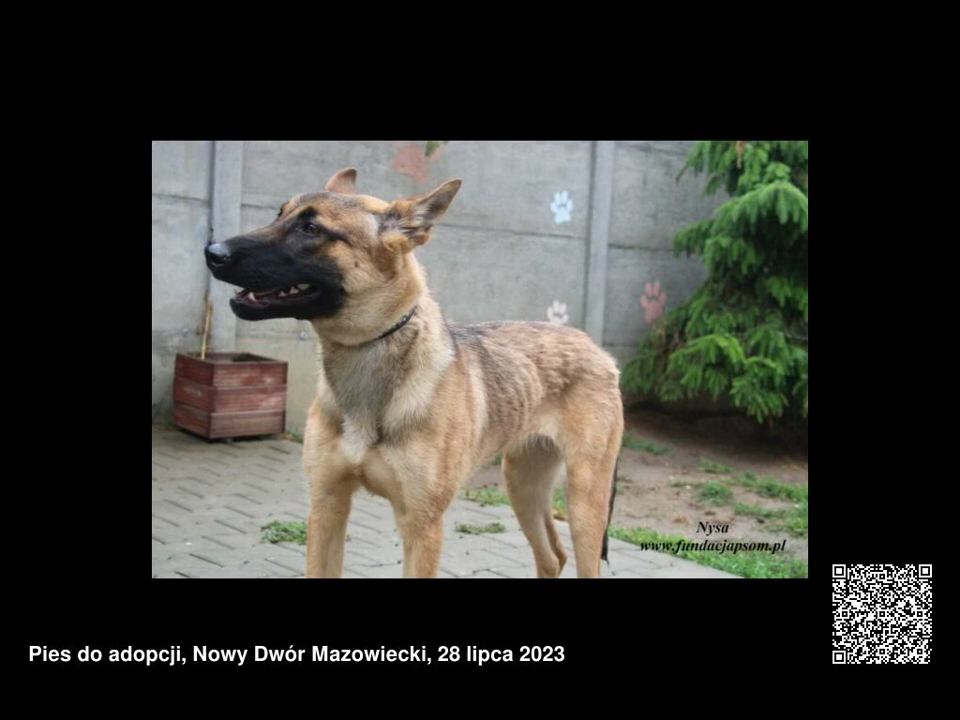 Nysa
www.fundacjapsom.pl
Pies do adopcji, Nowy Dwór Mazowiecki, 28 lipca 2023